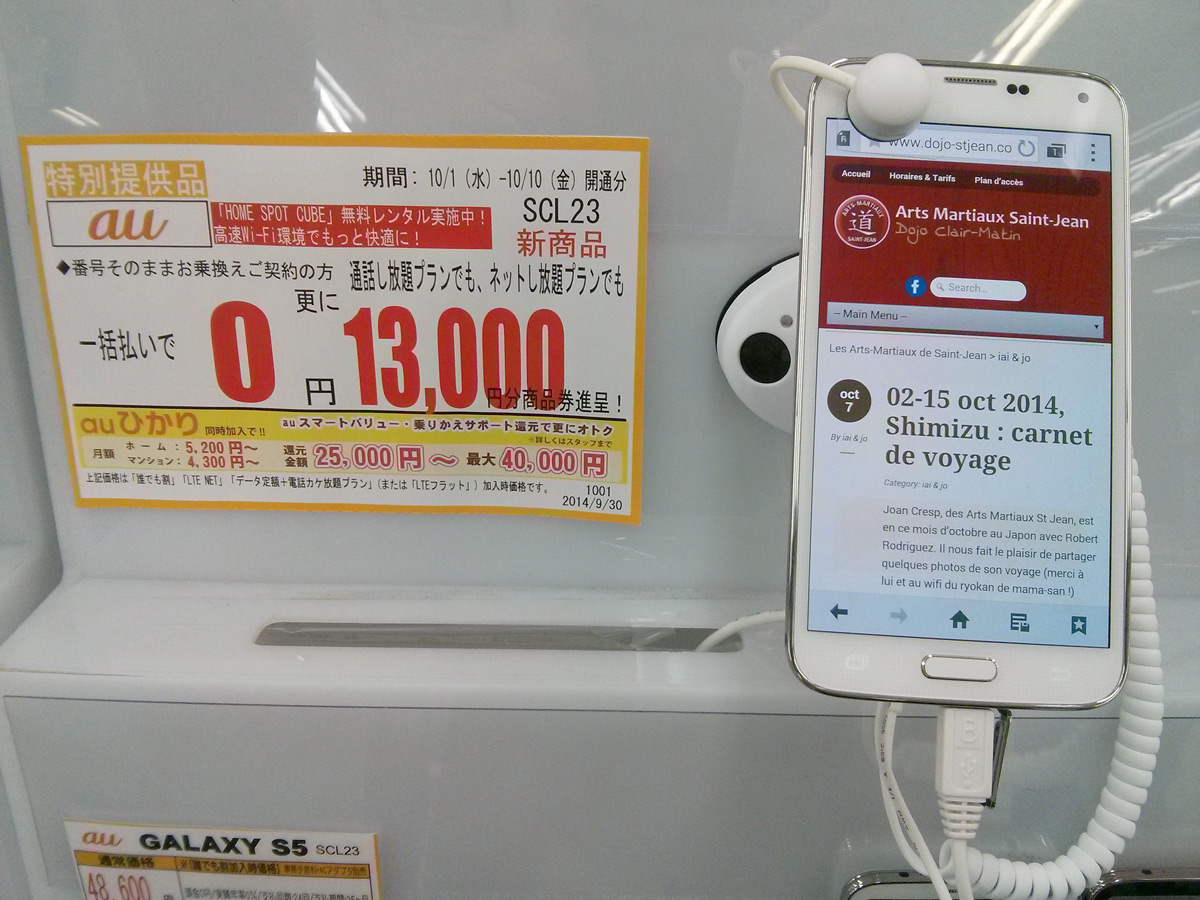 特別提供品
期間: 10/1(水)-10/10(金)開通分
au
「HOME SPOT CUBE」無料レンタル実施中!
高速Wi-Fi環境でもっと快適に!
SCL23
新商品
◆番号そのままお乗換えご契約の方
通話し放題プランでも、ネットし放題プランでも
一括払いで 0円
更に 13,000円分商品券進呈!
auひかり 同時加入で!!
auスマートバリュー・乗りかえサポート還元で更にオトク
※詳しくはスタッフまで
月額 ホーム: 5,200円〜
マンション: 4,300円〜
還元金額 25,000円 〜 最大 40,000円
上記価格は「誰でも割」「LTE NET」「データ定額+電話カケ放題プラン」(または「LTEフラット」)加入時価格です。
1001
2014/9/30
au GALAXY S5 SCL23
通常価格
48,600
www.dojo-stjean.co
1
Accueil Horaires & Tarifs Plan d'accès
ARTS MARTIAUX
道
SAINT-JEAN
Arts Martiaux Saint-Jean
Dojo Clair-Matin
f Search...
-- Main Menu --
Les Arts-Martiaux de Saint-Jean > iai & jo
oct
7
By iai & jo
02-15 oct 2014,
Shimizu : carnet
de voyage
Category: iai & jo
Joan Cresp, des Arts Martiaux St Jean, est
en ce mois d'octobre au Japon avec Robert
Rodriguez. Il nous fait le plaisir de partager
quelques photos de son voyage (merci à
lui et au wifi du ryokan de mama-san !)
B